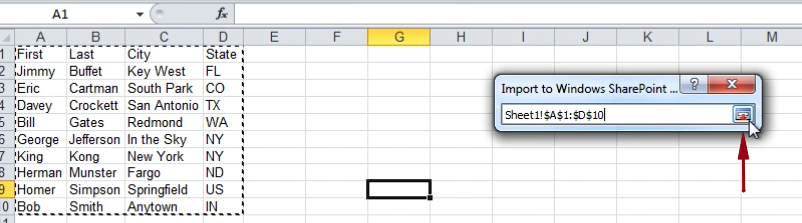 A1
fx
A B C D E F G H I J K L M
1 First Last City State
2 Jimmy Buffet Key West FL
3 Eric Cartman South Park CO
4 Davey Crockett San Antonio TX
5 Bill Gates Redmond WA
6 George Jefferson In the Sky NY
7 King Kong New York NY
8 Herman Munster Fargo ND
9 Homer Simpson Springfield US
10 Bob Smith Anytown IN
Import to Windows SharePoint ... ? X
Sheet1!$A$1:$D$10